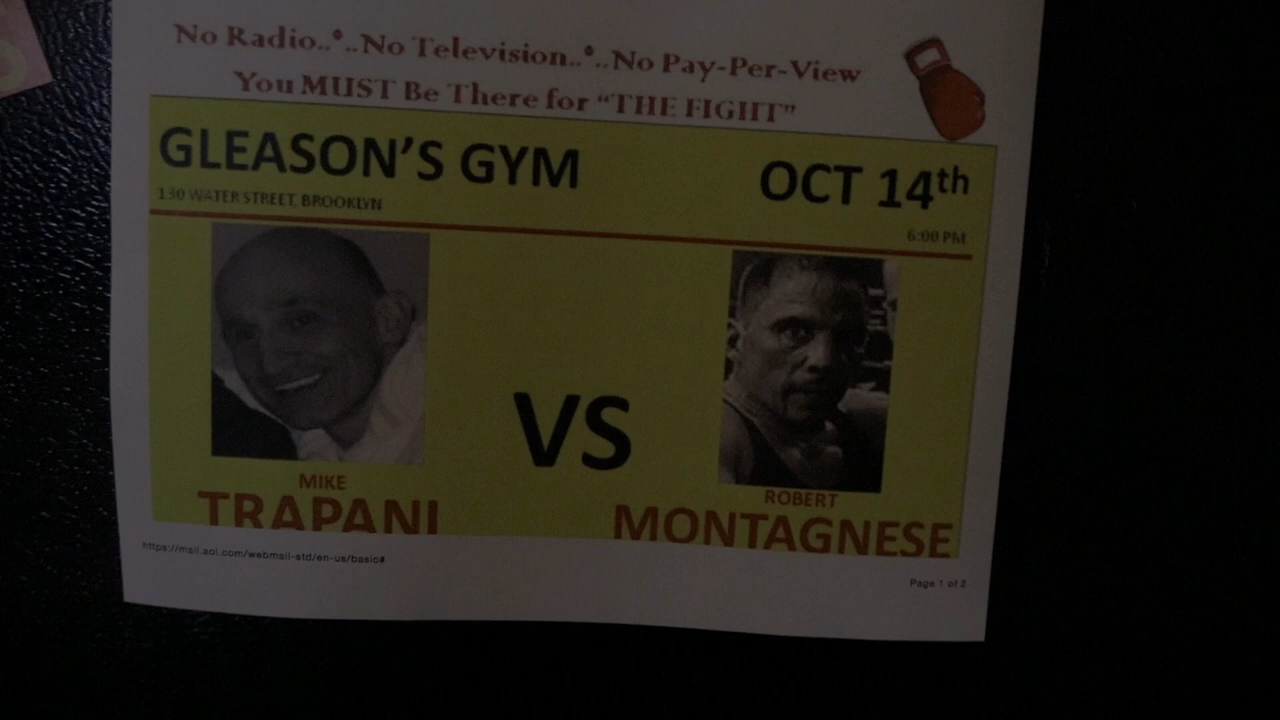 No Radio..*..No Television..*..No Pay-Per-View
You MUST Be There for “THE FIGHT”
GLEASON’S GYM
130 WATER STREET, BROOKLYN
OCT 14th
6:00 PM
VS
MIKE
TRAPANI
ROBERT
MONTAGNESE
https://mail.aol.com/webmail-std/en-us/basic#
Page 1 of 2